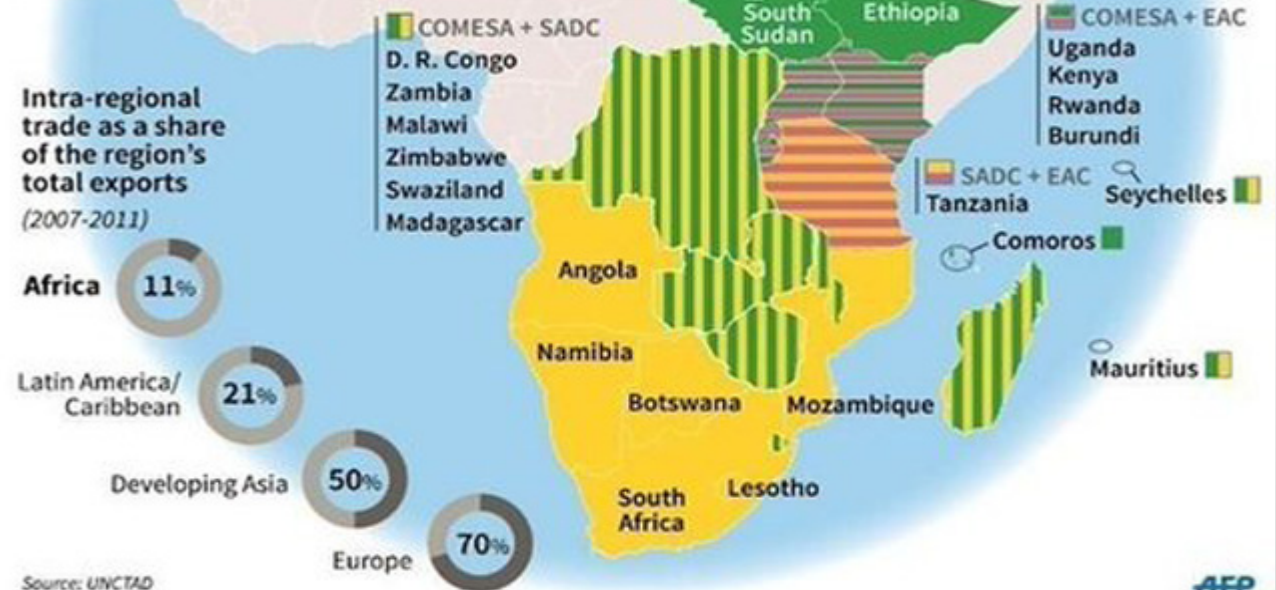 COMESA + SADC
D. R. Congo
Zambia
Malawi
Zimbabwe
Swaziland
Madagascar
South
Sudan
Ethiopia
COMESA + EAC
Uganda
Kenya
Rwanda
Burundi
SADC + EAC
Tanzania
Seychelles
Comoros
Mauritius
Intra-regional
trade as a share
of the region's
total exports
(2007-2011)
Africa
11%
Latin America/
Caribbean
21%
Developing Asia
50%
Europe
70%
Angola
Namibia
Botswana
Mozambique
South
Africa
Lesotho
Source: UNCTAD
AFP